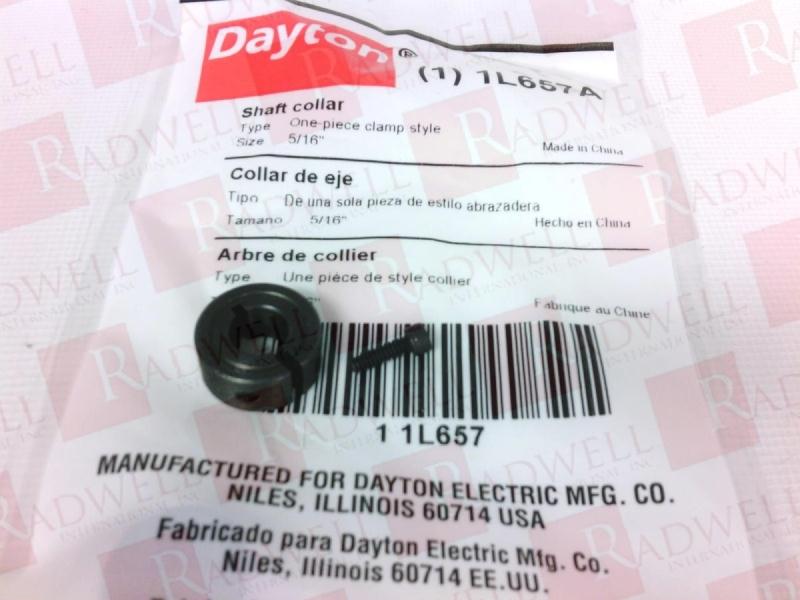 Dayton®
(1) 1L657A
Shaft collar
Type One-piece clamp style
Size 5/16"
Made in China
Collar de eje
Tipo De una sola pieza de estilo abrazadera
Tamano 5/16"
Hecho en China
Arbre de collier
Type Une pièce de style collier
Fabrique au Chine
1 1L657
MANUFACTURED FOR DAYTON ELECTRIC MFG. CO.
NILES, ILLINOIS 60714 USA
Fabricado para Dayton Electric Mfg. Co.
Niles, Illinois 60714 EE.UU.
RADWELL
INTERNATIONAL, INC.